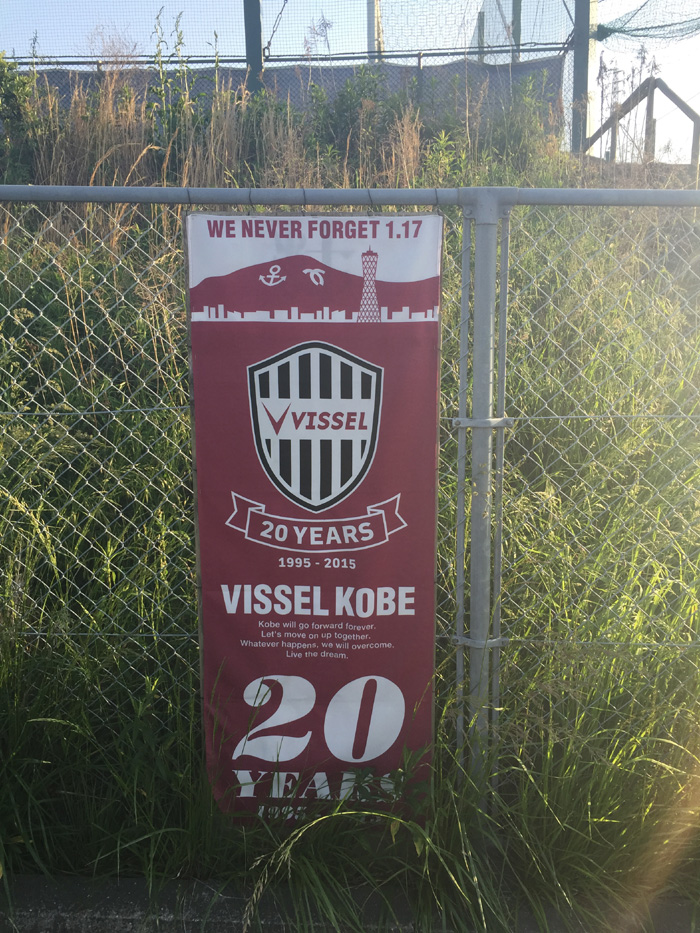 WE NEVER FORGET 1.17
VISSEL
20 YEARS
1995 - 2015
VISSEL KOBE
Kobe will go forward forever.
Let's move on up together.
Whatever happens, we will overcome.
Live the dream.
20
YEARS
1995